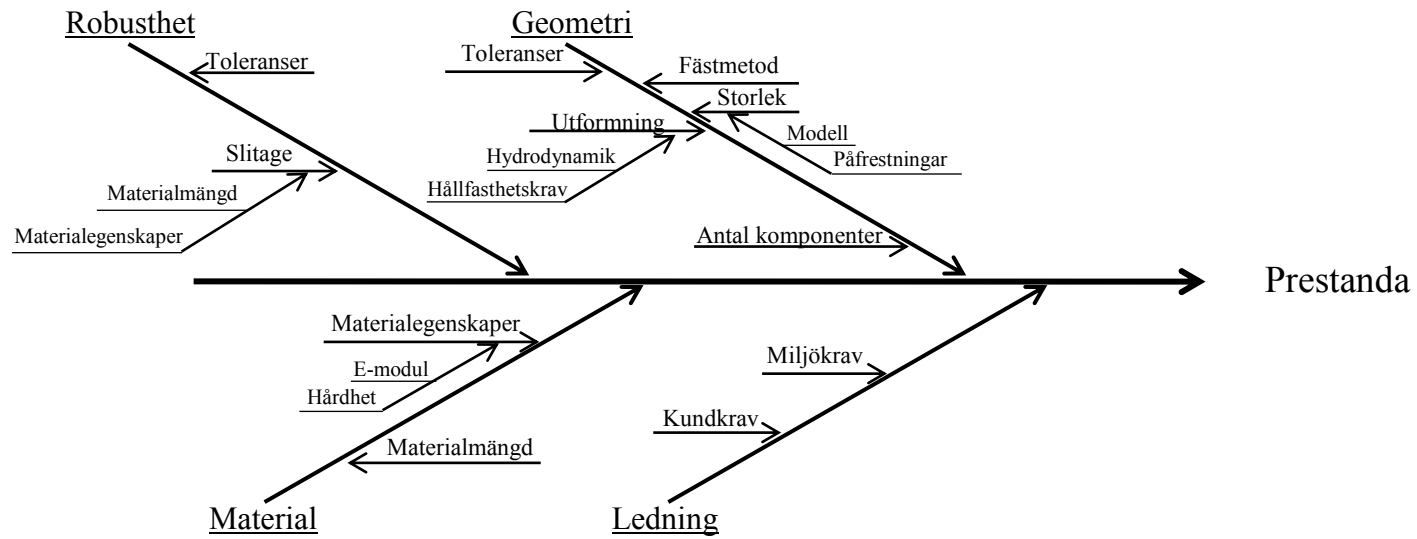 Robusthet
Geometri
Toleranser
Toleranser
Fästmetod
Storlek
Utformning
Modell
Slitage
Hydrodynamik
Påfrestningar
Materialmängd
Hållfasthetskrav
Materialegenskaper
Antal komponenter
Prestanda
Materialegenskaper
Miljökrav
E-modul
Hårdhet
Kundkrav
Materialmängd
Material
Ledning